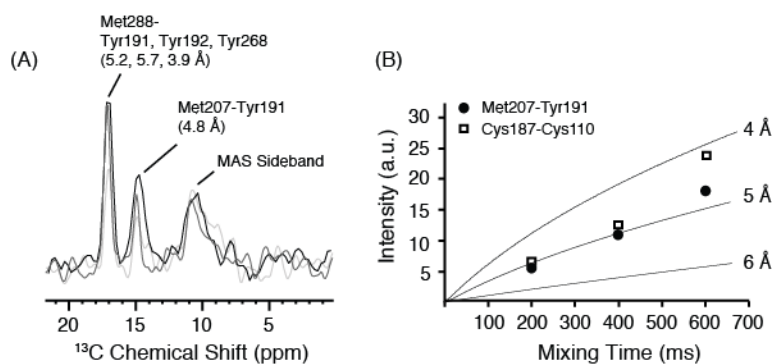 (A)
Met288-
Tyr191, Tyr192, Tyr268
(5.2, 5.7, 3.9 Å)
Met207-Tyr191
(4.8 Å)
MAS Sideband
20 15 10 5
¹³C Chemical Shift (ppm)
(B)
Met207-Tyr191
Cys187-Cys110
30
25
20
15
10
5
Intensity (a.u.)
4 Å
5 Å
6 Å
100 200 300 400 500 600 700
Mixing Time (ms)